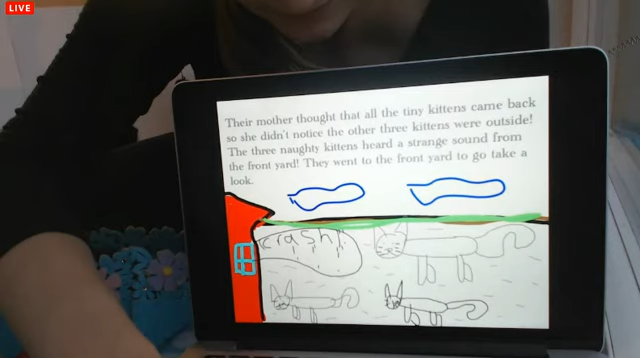 LIVE
Their mother thought that all the tiny kittens came back
so she didn't notice the other three kittens were outside!
The three naughty kittens heard a strange sound from
the front yard! They went to the front yard to go take a
look.
crash!